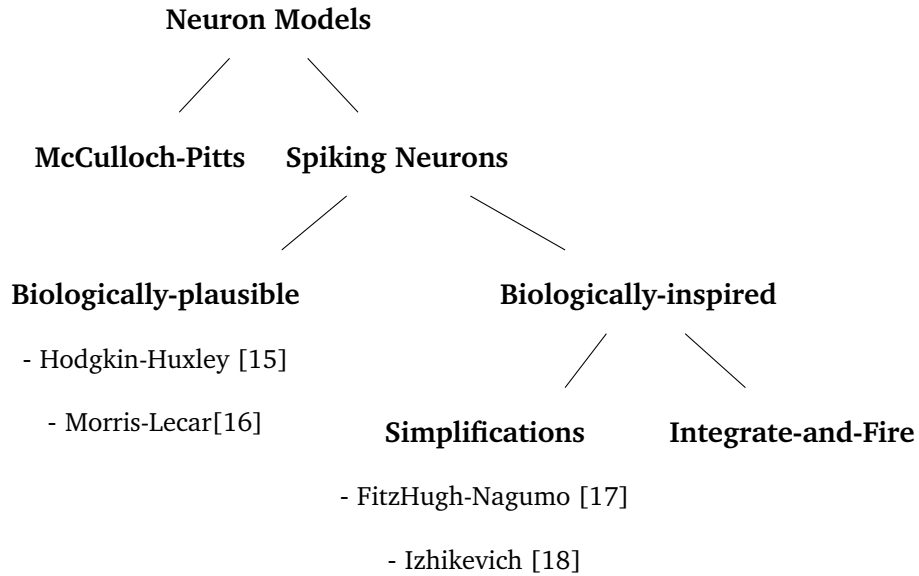 Neuron Models
McCulloch-Pitts Spiking Neurons
Biologically-plausible Biologically-inspired
- Hodgkin-Huxley [15]
- Morris-Lecar[16]
Simplifications Integrate-and-Fire
- FitzHugh-Nagumo [17]
- Izhikevich [18]